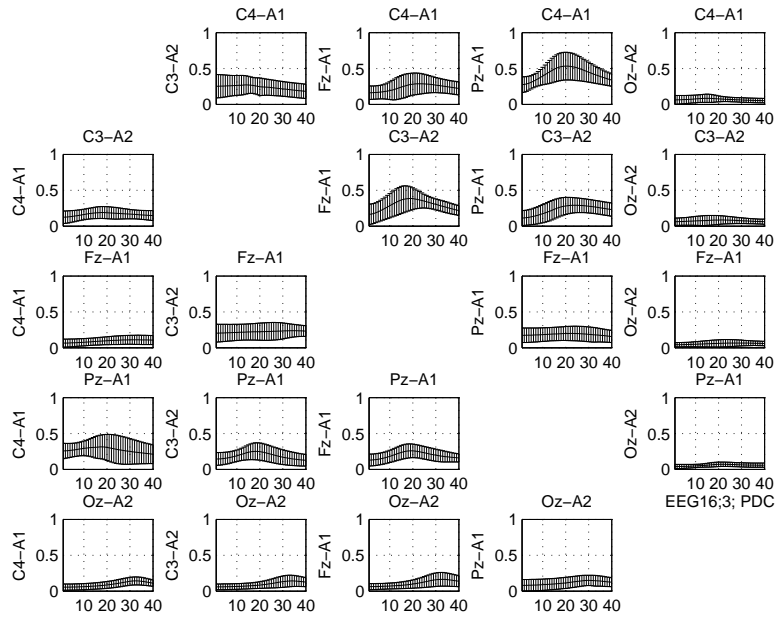 C4−A1 C4−A1 C4−A1 C4−A1
1 1 1 1
C3−A2 Fz−A1 Pz−A1 Oz−A2
0.5 0.5 0.5 0.5
0 0 0 0
10 20 30 40 10 20 30 40 10 20 30 40 10 20 30 40
C3−A2 C3−A2 C3−A2 C3−A2
1 1 1 1
C4−A1 Fz−A1 Pz−A1 Oz−A2
0.5 0.5 0.5 0.5
0 0 0 0
10 20 30 40 10 20 30 40 10 20 30 40 10 20 30 40
Fz−A1 Fz−A1 Fz−A1 Fz−A1
1 1 1 1
C4−A1 C3−A2 Pz−A1 Oz−A2
0.5 0.5 0.5 0.5
0 0 0 0
10 20 30 40 10 20 30 40 10 20 30 40 10 20 30 40
Pz−A1 Pz−A1 Pz−A1 Pz−A1
1 1 1 1
C4−A1 C3−A2 Fz−A1 Oz−A2
0.5 0.5 0.5 0.5
0 0 0 0
10 20 30 40 10 20 30 40 10 20 30 40 10 20 30 40
EEG16;3; PDC
Oz−A2 Oz−A2 Oz−A2 Oz−A2
1 1 1 1
C4−A1 C3−A2 Fz−A1 Pz−A1
0.5 0.5 0.5 0.5
0 0 0 0
10 20 30 40 10 20 30 40 10 20 30 40 10 20 30 40